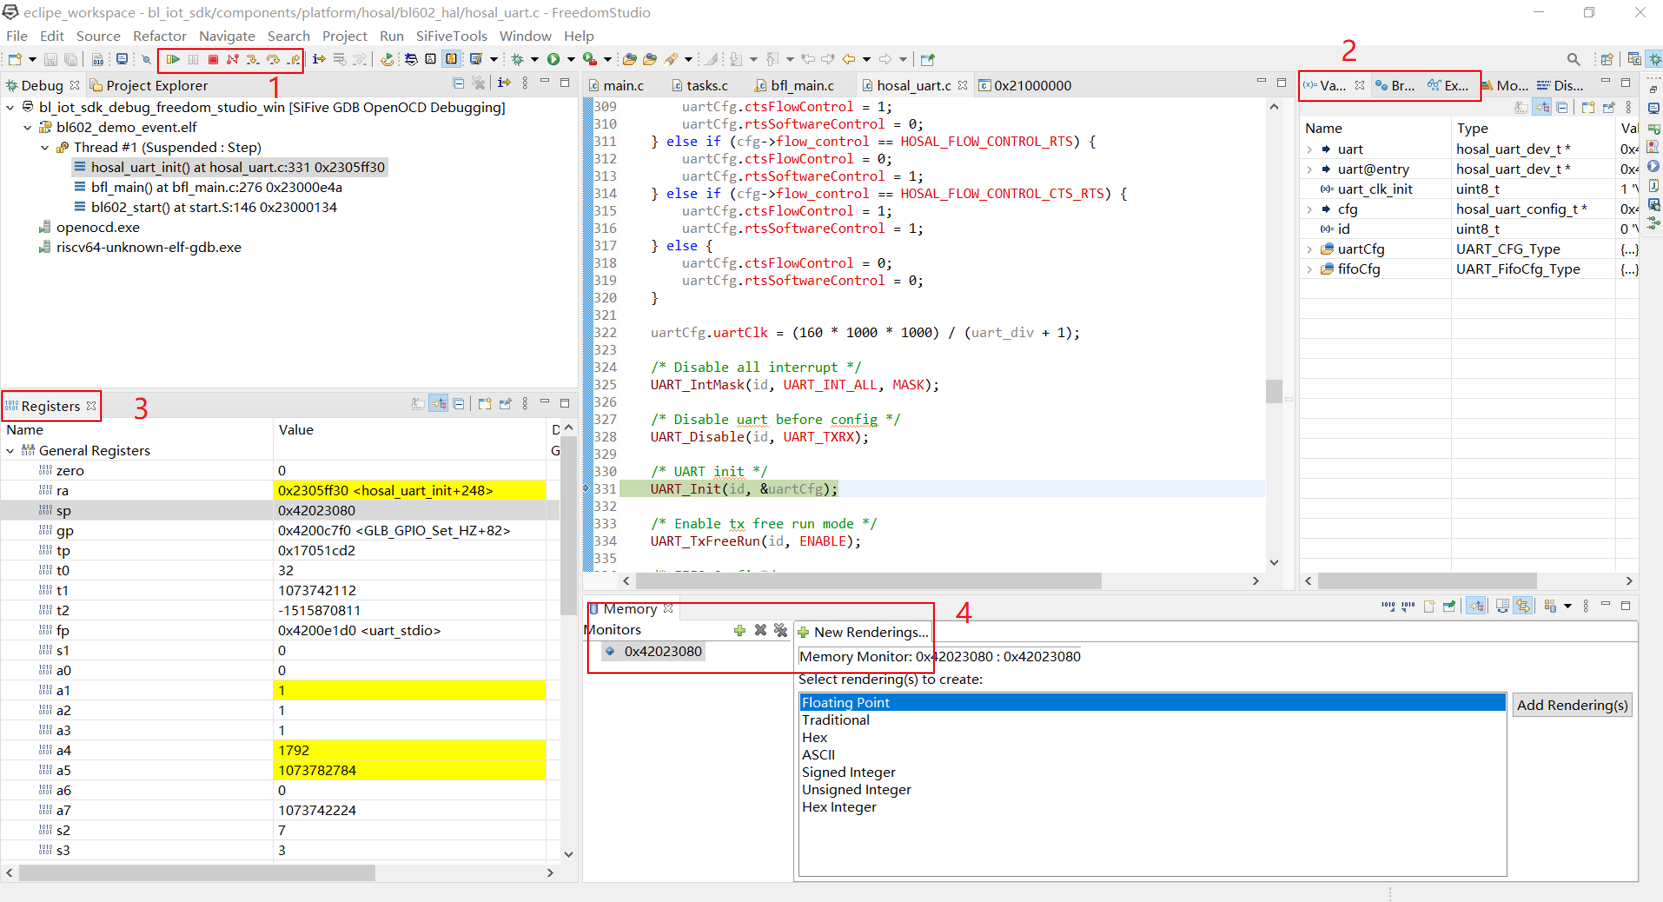 eclipe_workspace - bl_iot_sdk/components/platform/hosal/bl602_hal/hosal_uart.c - FreedomStudio
File Edit Source Refactor Navigate Search Project Run SiFiveTools Window Help
1
2
Debug
Project Explorer
bl_iot_sdk_debug_freedom_studio_win [SiFive GDB OpenOCD Debugging]
bl602_demo_event.elf
Thread #1 (Suspended : Step)
hosal_uart_init() at hosal_uart.c:331 0x2305ff30
bfl_main() at bfl_main.c:276 0x23000e4a
bl602_start() at start.S:146 0x23000134
openocd.exe
riscv64-unknown-elf-gdb.exe
main.c
tasks.c
bfl_main.c
hosal_uart.c
0x21000000
309 uartCfg.ctsFlowControl = 1;
310 uartCfg.rtsSoftwareControl = 0;
311 } else if (cfg->flow_control == HOSAL_FLOW_CONTROL_RTS) {
312 uartCfg.ctsFlowControl = 0;
313 uartCfg.rtsSoftwareControl = 1;
314 } else if (cfg->flow_control == HOSAL_FLOW_CONTROL_CTS_RTS) {
315 uartCfg.ctsFlowControl = 1;
316 uartCfg.rtsSoftwareControl = 1;
317 } else {
318 uartCfg.ctsFlowControl = 0;
319 uartCfg.rtsSoftwareControl = 0;
320 }
321
322 uartCfg.uartClk = (160 * 1000 * 1000) / (uart_div + 1);
323
324 /* Disable all interrupt */
325 UART_IntMask(id, UART_INT_ALL, MASK);
326
327 /* Disable uart before config */
328 UART_Disable(id, UART_TXRX);
329
330 /* UART init */
331 UART_Init(id, &uartCfg);
332
333 /* Enable tx free run mode */
334 UART_TxFreeRun(id, ENABLE);
335
Va...
Br...
Ex...
Mo...
Dis...
Name Type Val
uart hosal_uart_dev_t * 0x4
uart@entry hosal_uart_dev_t * 0x4
uart_clk_init uint8_t 1 '\
cfg hosal_uart_config_t * 0x4
id uint8_t 0 '\
uartCfg UART_CFG_Type {...}
fifoCfg UART_FifoCfg_Type {...}
Registers
3
Name Value D
General Registers G
zero 0
ra 0x2305ff30 <hosal_uart_init+248>
sp 0x42023080
gp 0x4200c7f0 <GLB_GPIO_Set_HZ+82>
tp 0x17051cd2
t0 32
t1 1073742112
t2 -1515870811
fp 0x4200e1d0 <uart_stdio>
s1 0
a0 0
a1 1
a2 1
a3 1
a4 1792
a5 1073782784
a6 0
a7 1073742224
s2 7
s3 3
Memory
4
Monitors
0x42023080
New Renderings...
Memory Monitor: 0x42023080 : 0x42023080
Select rendering(s) to create:
Floating Point
Traditional
Hex
ASCII
Signed Integer
Unsigned Integer
Hex Integer
Add Rendering(s)